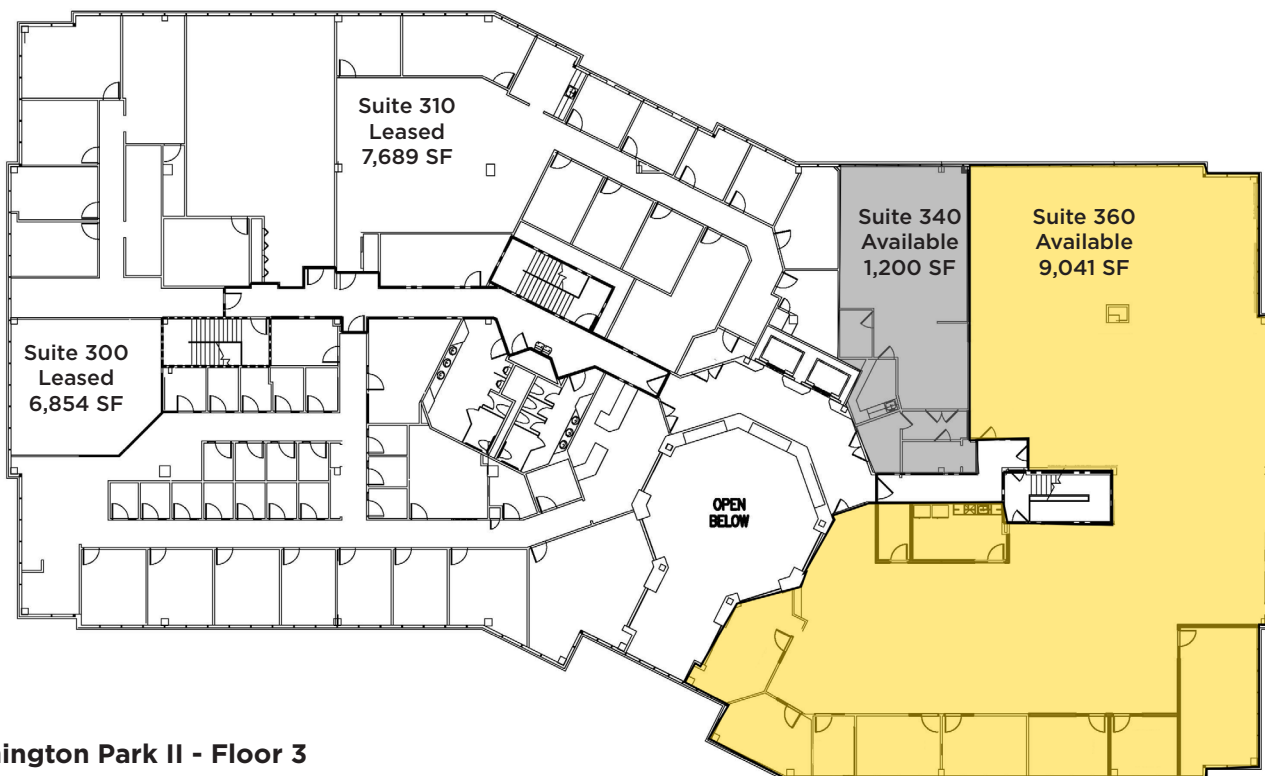 Suite 310
Leased
7,689 SF
Suite 340
Available
1,200 SF
Suite 360
Available
9,041 SF
Suite 300
Leased
6,854 SF
OPEN
BELOW
Park II - Floor 3